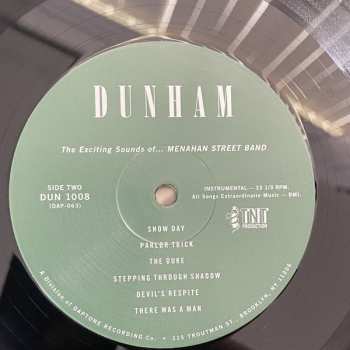 DUNHAM
The Exciting Sounds of... MENAHAN STREET BAND
SIDE TWO
DUN 1008
(DAP-063)
INSTRUMENTAL — 33 1/3 RPM.
All Songs Extraordinaire Music — BMI.
TNT
PRODUCTION
SNOW DAY
PARLOR TRICK
THE DUKE
STEPPING THROUGH SHADOW
DEVIL'S RESPITE
THERE WAS A MAN
A Division of DAPTONE RECORDING Co. • 115 TROUTMAN ST., BROOKLYN, NY 11206